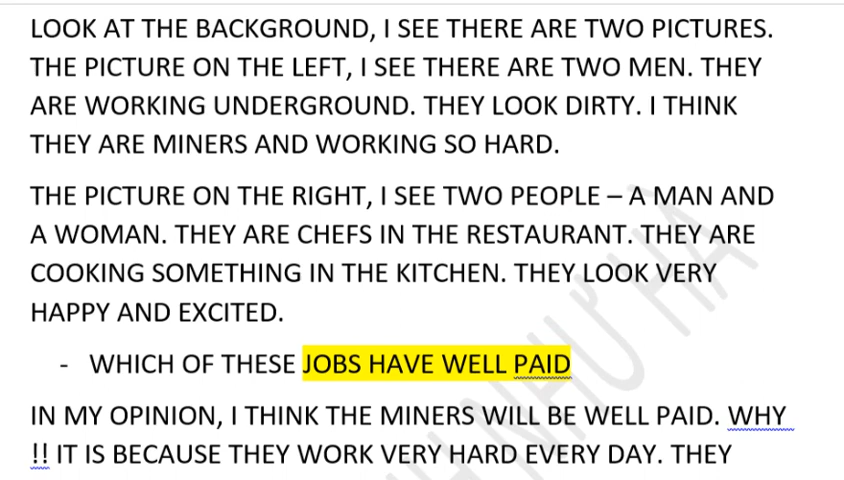 LOOK AT THE BACKGROUND, I SEE THERE ARE TWO PICTURES.
THE PICTURE ON THE LEFT, I SEE THERE ARE TWO MEN. THEY
ARE WORKING UNDERGROUND. THEY LOOK DIRTY. I THINK
THEY ARE MINERS AND WORKING SO HARD.
THE PICTURE ON THE RIGHT, I SEE TWO PEOPLE – A MAN AND
A WOMAN. THEY ARE CHEFS IN THE RESTAURANT. THEY ARE
COOKING SOMETHING IN THE KITCHEN. THEY LOOK VERY
HAPPY AND EXCITED.
- WHICH OF THESE JOBS HAVE WELL PAID
IN MY OPINION, I THINK THE MINERS WILL BE WELL PAID. WHY
!! IT IS BECAUSE THEY WORK VERY HARD EVERY DAY. THEY
NHƯ HÀ